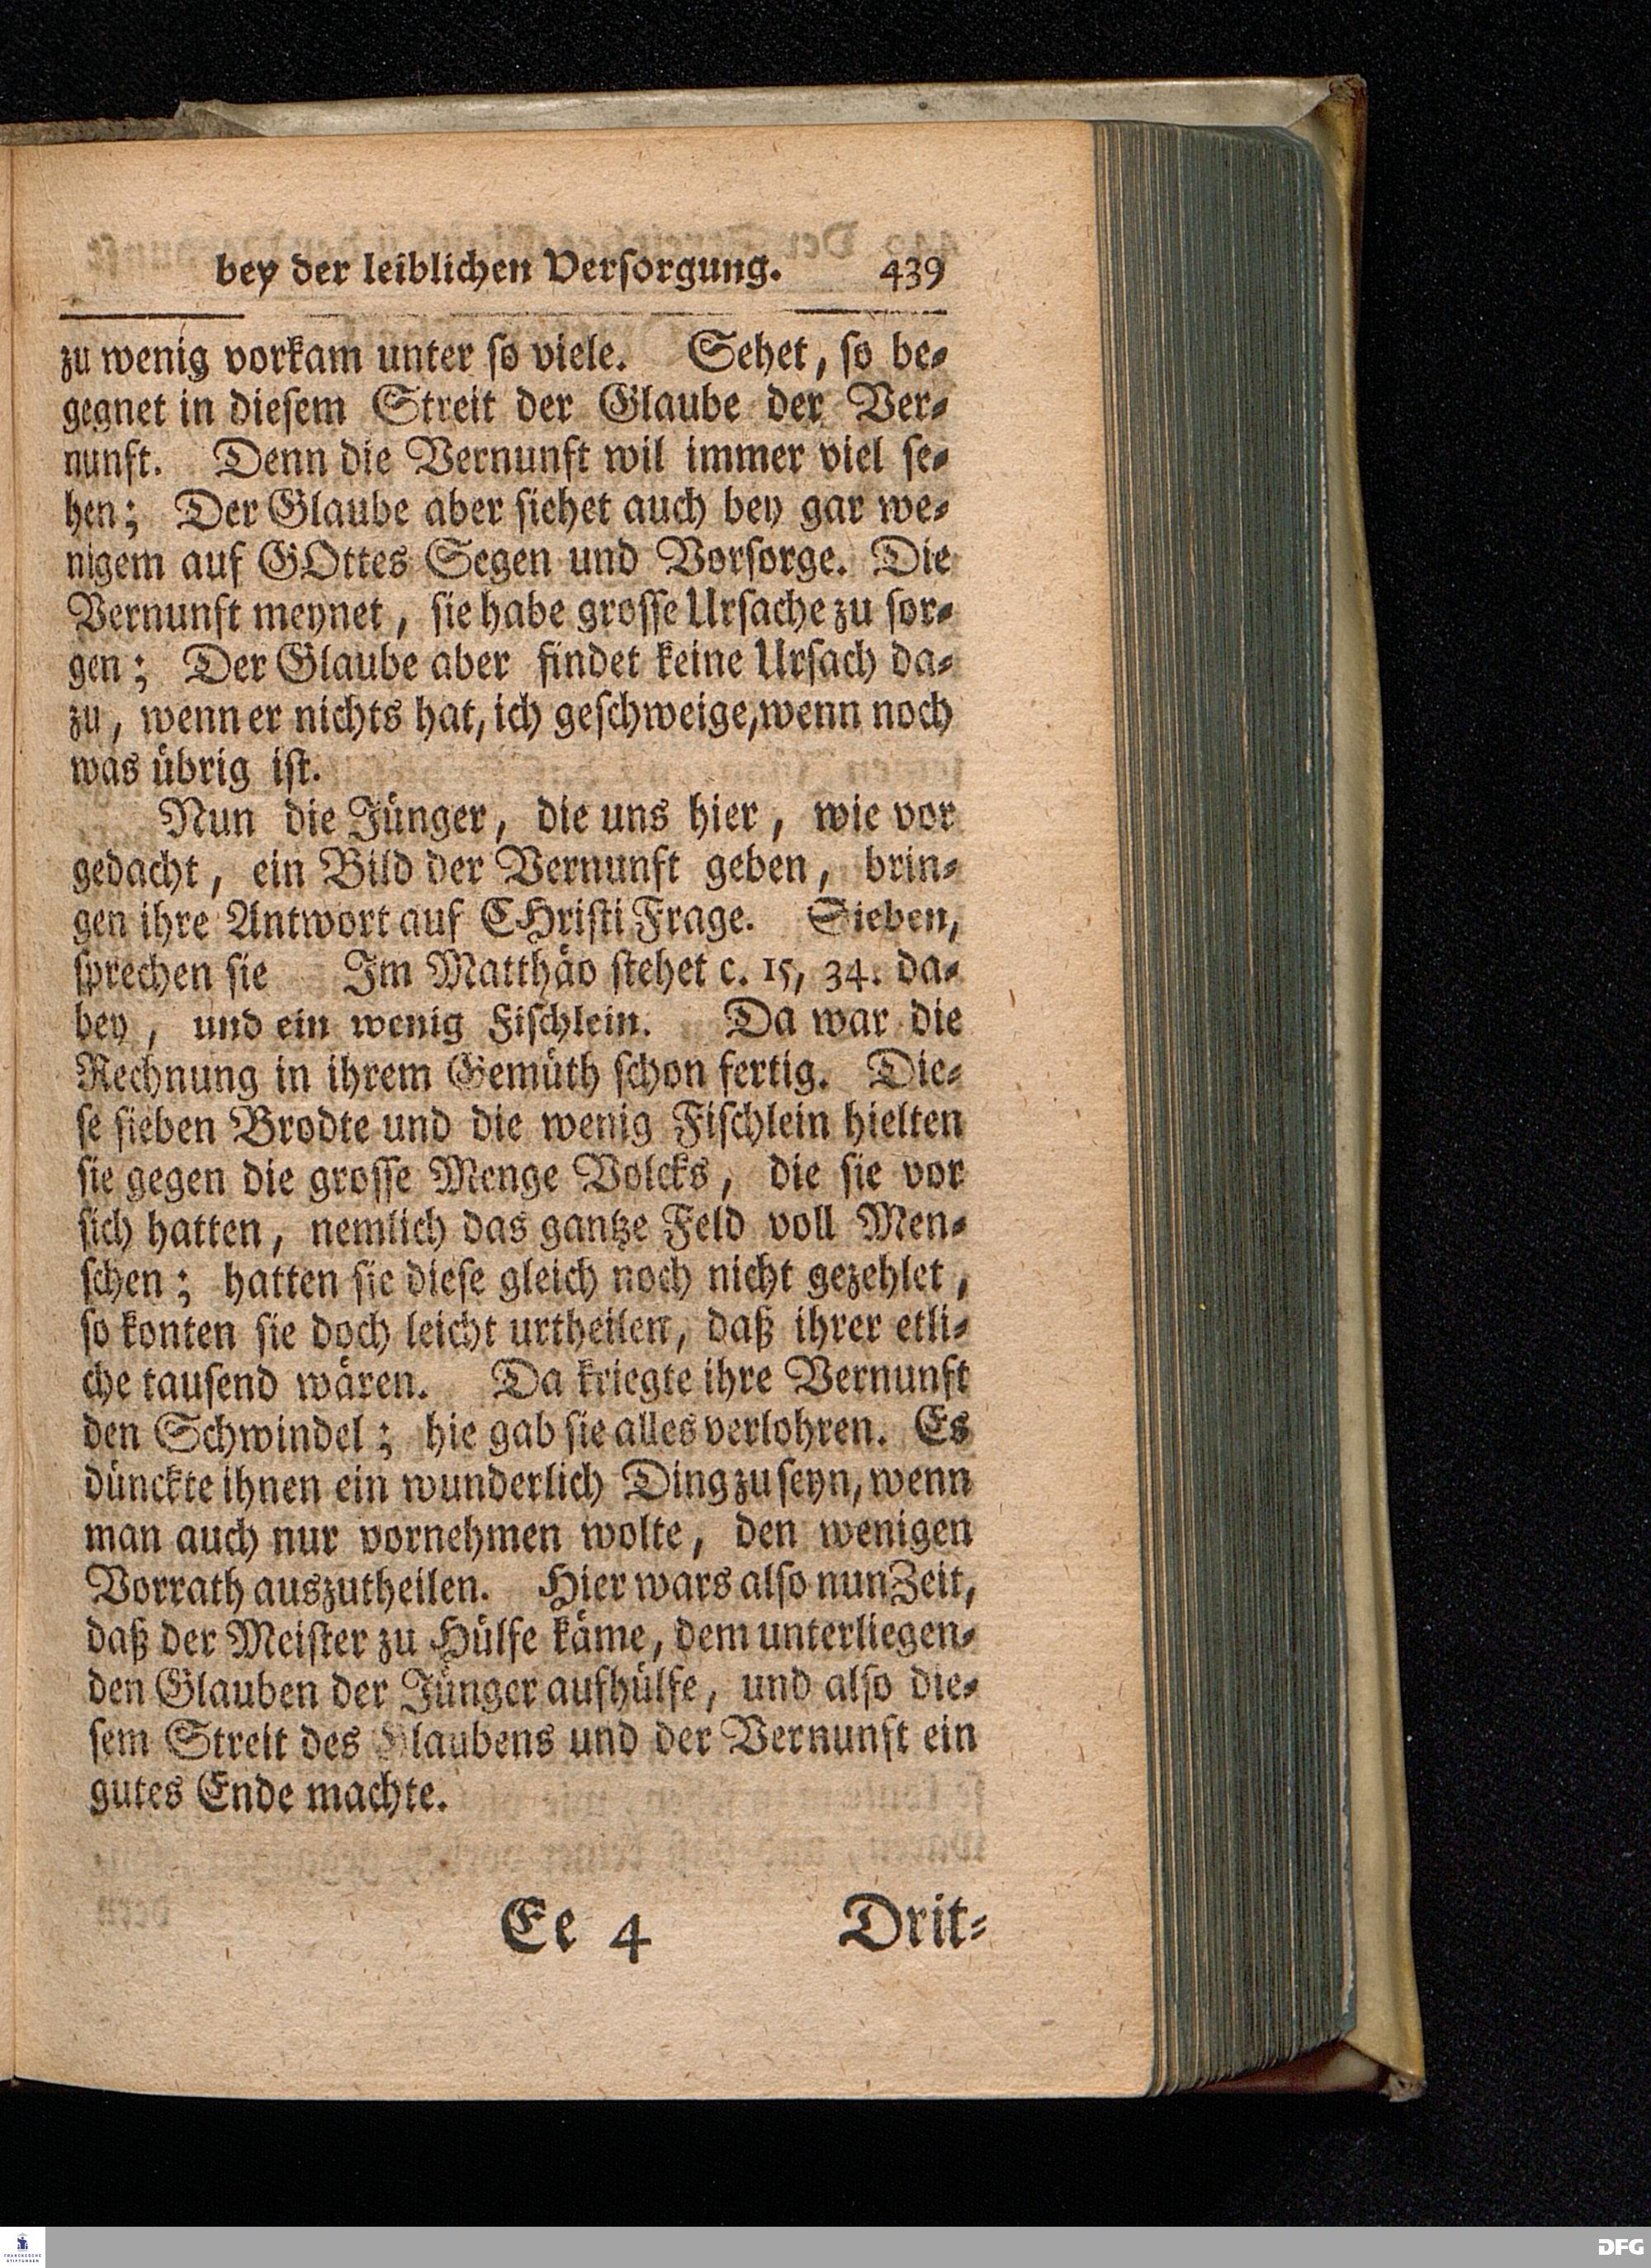 bey der leiblichen Versorgung. 439
zu wenig vorkam unter so viele. Sehet, so be-
gegnet in diesem Streit der Glaube der Ver-
nunft. Denn die Vernunft wil immer viel se-
hen; Der Glaube aber siehet auch bey gar we-
nigem auf GOttes Segen und Vorsorge. Die
Vernunft meynet, sie habe grosse Ursache zu sor-
gen; Der Glaube aber findet keine Ursach da-
zu, wenn er nichts hat, ich geschweige, wenn noch
was übrig ist.
Nun die Jünger, die uns hier, wie vor
gedacht, ein Bild der Vernunft geben, brin-
gen ihre Antwort auf CHristi Frage. Sieben,
sprechen sie Im Matthäo stehet c. 15, 34. da-
bey, und ein wenig Fischlein. Da war die
Rechnung in ihrem Gemüth schon fertig. Die-
se sieben Brodte und die wenig Fischlein hielten
sie gegen die grosse Menge Volcks, die sie vor
sich hatten, nemlich das gantze Feld voll Men-
schen; hatten sie diese gleich noch nicht gezehlet,
so konten sie doch leicht urtheilen, daß ihrer etli-
che tausend wären. Da kriegte ihre Vernunft
den Schwindel; hie gab sie alles verlohren. Es
dünckte ihnen ein wunderlich Ding zu seyn, wenn
man auch nur vornehmen wolte, den wenigen
Vorrath auszutheilen. Hier wars also nun Zeit,
daß der Meister zu Hülfe käme, dem unterliegen-
den Glauben der Jünger aufhülfe, und also die-
sem Streit des Glaubens und der Vernunft ein
gutes Ende machte.
Ee 4 Drit-
FRANCKESCHE
STIFTUNGEN
DFG